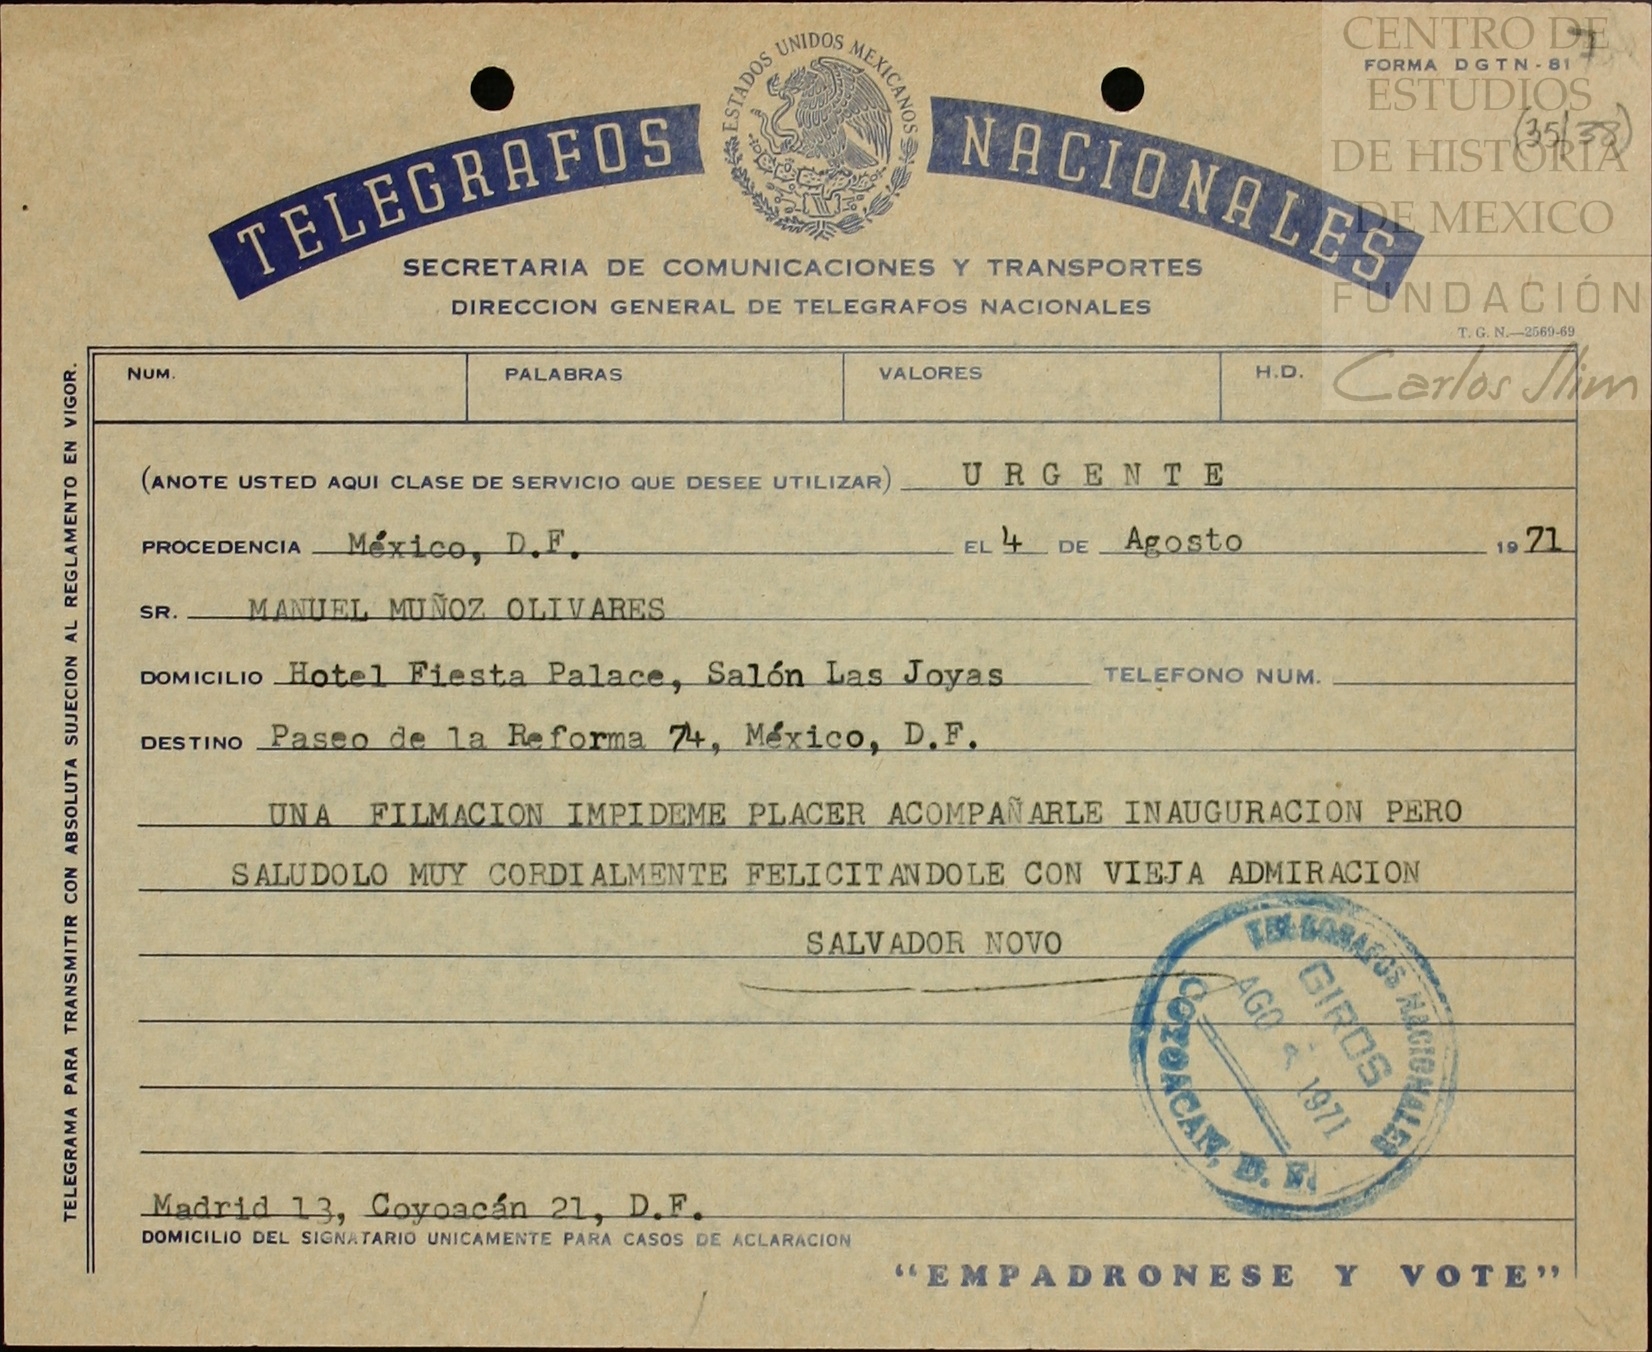 CENTRO DE
ESTUDIOS
DE HISTORIA
DE MEXICO
FUNDACIÓN
Carlos Slim
FORMA DGTN-81
7
(35/38)
ESTADOS UNIDOS MEXICANOS
TELEGRAFOS NACIONALES
SECRETARIA DE COMUNICACIONES Y TRANSPORTES
DIRECCION GENERAL DE TELEGRAFOS NACIONALES
T. G. N.—2569-69
NUM. PALABRAS VALORES H.D.
(ANOTE USTED AQUI CLASE DE SERVICIO QUE DESEE UTILIZAR) URGENTE
PROCEDENCIA México, D.F. EL 4 DE Agosto 1971
SR. MANUEL MUÑOZ OLIVARES
DOMICILIO Hotel Fiesta Palace, Salón Las Joyas TELEFONO NUM.
DESTINO Paseo de la Reforma 74, México, D.F.
UNA FILMACION IMPIDEME PLACER ACOMPAÑARLE INAUGURACION PERO
SALUDOLO MUY CORDIALMENTE FELICITANDOLE CON VIEJA ADMIRACION
SALVADOR NOVO
TELEGRAFOS NACIONALES
GIROS
AGO 4 1971
COYOACAN, D. F.
Madrid 13, Coyoacán 21, D.F.
DOMICILIO DEL SIGNATARIO UNICAMENTE PARA CASOS DE ACLARACION
"EMPADRONESE Y VOTE"
TELEGRAMA PARA TRANSMITIR CON ABSOLUTA SUJECION AL REGLAMENTO EN VIGOR.